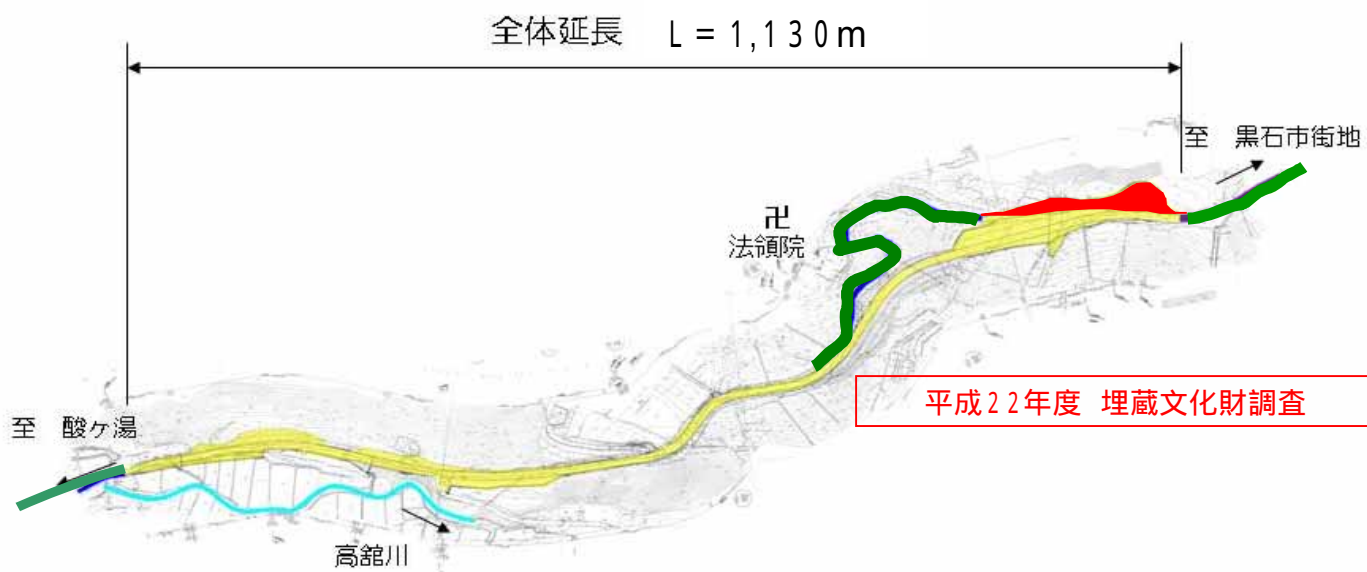 全体延長 L = 1,130m
至 黒石市街地
卍
法領院
平成22年度 埋蔵文化財調査
至 酸ヶ湯
高舘川